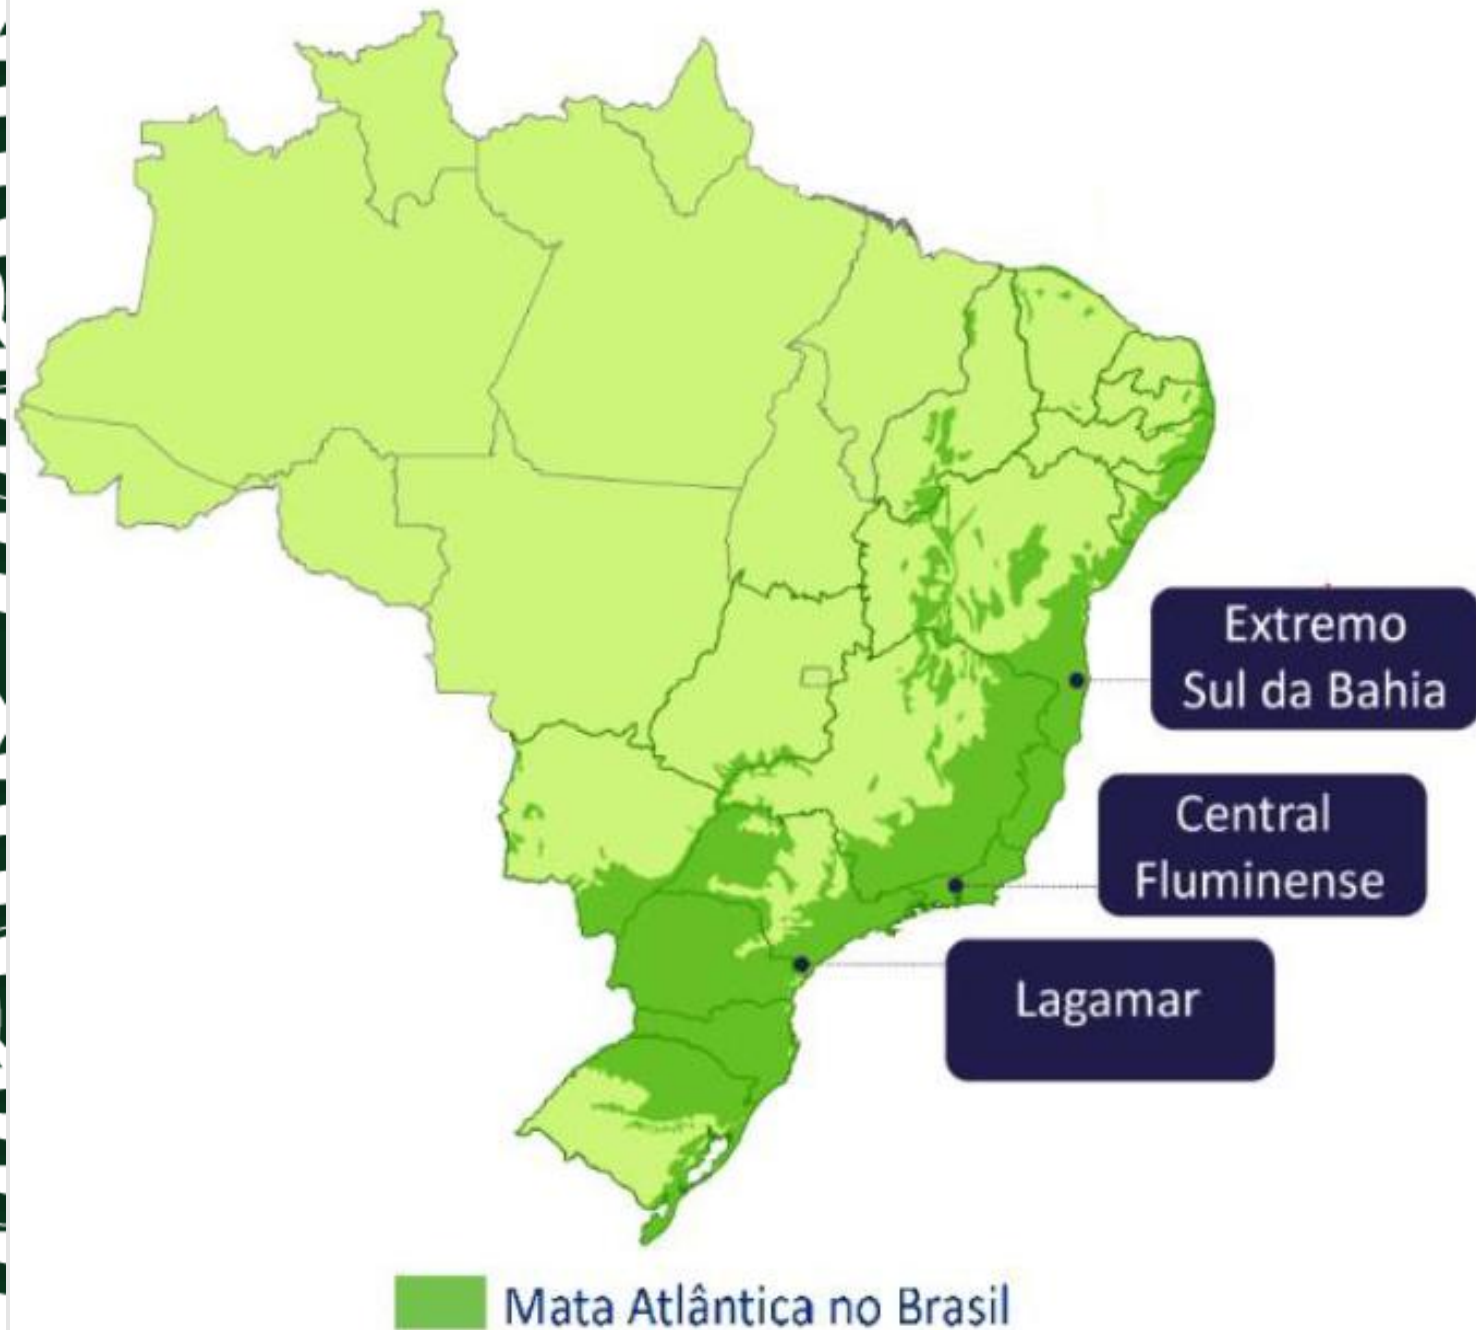 Extremo
Sul da Bahia
Central
Fluminense
Lagamar
Mata Atlântica no Brasil